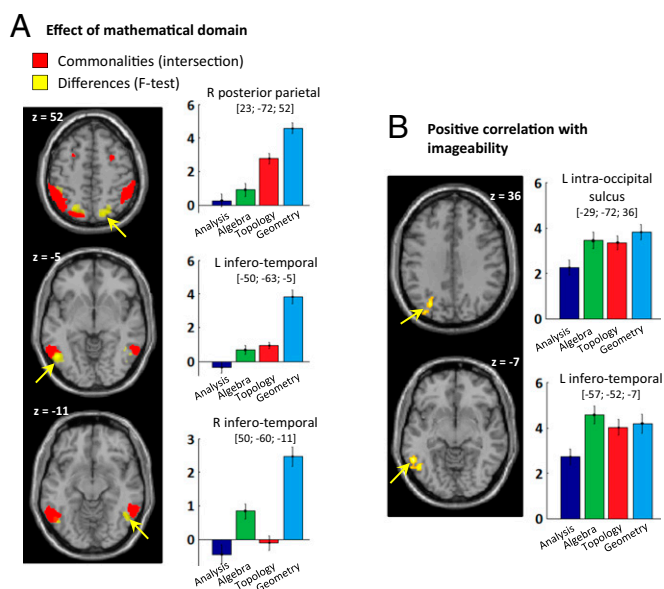 A Effect of mathematical domain
Commonalities (intersection)
Differences (F-test)
z = 52
R posterior parietal
[23; -72; 52]
6
4
2
0
Analysis
Algebra
Topology
Geometry
z = -5
L infero-temporal
[-50; -63; -5]
6
4
2
0
Analysis
Algebra
Topology
Geometry
z = -11
R infero-temporal
[50; -60; -11]
3
2
1
0
Analysis
Algebra
Topology
Geometry
B Positive correlation with
imageability
z = 36
L intra-occipital
sulcus
[-29; -72; 36]
6
4
2
0
Analysis
Algebra
Topology
Geometry
z = -7
L infero-temporal
[-57; -52; -7]
6
4
2
0
Analysis
Algebra
Topology
Geometry